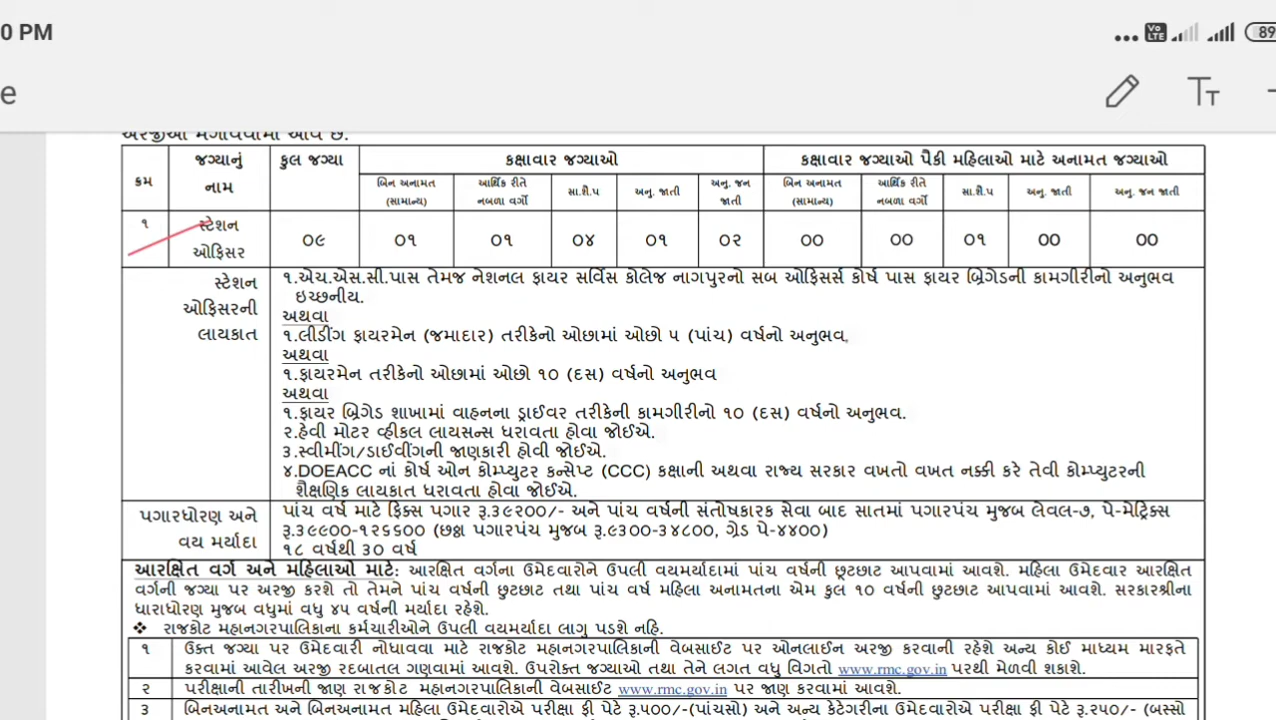 0 PM
... Vo LTE 89
e
અરજીઓ મંગાવવામાં આવે છે.
ક્રમ જગ્યાનું નામ કુલ જગ્યા કક્ષાવાર જગ્યાઓ કક્ષાવાર જગ્યાઓ પૈકી મહિલાઓ માટે અનામત જગ્યાઓ
બિન અનામત (સામાન્ય) આર્થિક રીતે નબળા વર્ગો સા.શૈ.પ અનુ. જાતી અનુ. જન જાતી બિન અનામત (સામાન્ય) આર્થિક રીતે નબળા વર્ગો સા.શૈ.પ અનુ. જાતી અનુ. જન જાતી
૧ સ્ટેશન ઓફિસર ૦૯ ૦૧ ૦૧ ૦૪ ૦૧ ૦૨ ૦૦ ૦૦ ૦૧ ૦૦ ૦૦
સ્ટેશન ઓફિસરની લાયકાત
૧.એચ.એસ.સી.પાસ તેમજ નેશનલ ફાયર સર્વિસ કોલેજ નાગપુરનો સબ ઓફિસર્સ કોર્ષ પાસ ફાયર બ્રિગેડની કામગીરીનો અનુભવ
ઇચ્છનીય.
અથવા
૧.લીડીંગ ફાયરમેન (જમાદાર) તરીકેનો ઓછામાં ઓછો ૫ (પાંચ) વર્ષનો અનુભવ.
અથવા
૧.ફાયરમેન તરીકેનો ઓછામાં ઓછો ૧૦ (દસ) વર્ષનો અનુભવ
અથવા
૧.ફાયર બ્રિગેડ શાખામાં વાહનના ડ્રાઈવર તરીકેની કામગીરીનો ૧૦ (દસ) વર્ષનો અનુભવ.
૨.હેવી મોટર વ્હીકલ લાયસન્સ ધરાવતા હોવા જોઈએ.
૩.સ્વીમીંગ/ડાઈવીંગની જાણકારી હોવી જોઈએ.
૪.DOEACC નાં કોર્ષ ઓન કોમ્પ્યુટર કન્સેપ્ટ (CCC) કક્ષાની અથવા રાજ્ય સરકાર વખતો વખત નક્કી કરે તેવી કોમ્પ્યુટરની
શૈક્ષણિક લાયકાત ધરાવતા હોવા જોઈએ.
પગારધોરણ અને વય મર્યાદા
પાંચ વર્ષ માટે ફિક્સ પગાર રૂ.૩૯૨૦૦/- અને પાંચ વર્ષની સંતોષકારક સેવા બાદ સાતમાં પગારપંચ મુજબ લેવલ-૭, પે-મેટ્રિક્સ
રૂ.૩૯૯૦૦-૧૨૬૬૦૦ (છઠ્ઠા પગારપંચ મુજબ રૂ.૯૩૦૦-૩૪૮૦૦, ગ્રેડ પે-૪૪૦૦)
૧૮ વર્ષથી ૩૦ વર્ષ
આરક્ષિત વર્ગ અને મહિલાઓ માટે: આરક્ષિત વર્ગના ઉમેદવારોને ઉપલી વયમર્યાદામાં પાંચ વર્ષની છૂટછાટ આપવામાં આવશે. મહિલા ઉમેદવાર આરક્ષિત
વર્ગની જગ્યા પર અરજી કરશે તો તેમને પાંચ વર્ષની છુટછાટ તથા પાંચ વર્ષ મહિલા અનામતના એમ કુલ ૧૦ વર્ષની છુટછાટ આપવામાં આવશે. સરકારશ્રીના
ધારાધોરણ મુજબ વધુમાં વધુ ૪૫ વર્ષની મર્યાદા રહેશે.
❖ રાજકોટ મહાનગરપાલિકાના કર્મચારીઓને ઉપલી વયમર્યાદા લાગુ પડશે નહિ.
૧ ઉક્ત જગ્યા પર ઉમેદવારી નોંધાવવા માટે રાજકોટ મહાનગરપાલિકાની વેબસાઈટ પર ઓનલાઈન અરજી કરવાની રહેશે અન્ય કોઈ માધ્યમ મારફતે
કરવામાં આવેલ અરજી રદબાતલ ગણવામાં આવશે. ઉપરોક્ત જગ્યાઓ તથા તેને લગત વધુ વિગતો www.rmc.gov.in પરથી મેળવી શકાશે.
૨ પરીક્ષાની તારીખની જાણ રાજકોટ મહાનગરપાલિકાની વેબસાઈટ www.rmc.gov.in પર જાણ કરવામાં આવશે.
૩ બિનઅનામત અને બિનઅનામત મહિલા ઉમેદવારોએ પરીક્ષા ફી પેટે રૂ.૫૦૦/-(પાંચસો) અને અન્ય કેટેગરીના ઉમેદવારોએ પરીક્ષા ફી પેટે રૂ.૨૫૦/- (બસ્સો